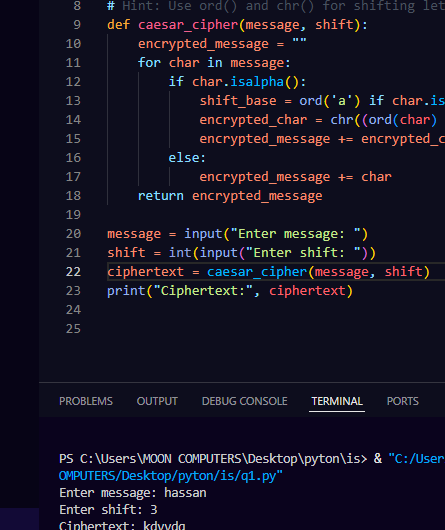 8 # Hint: Use ord() and chr() for shifting let
9 def caesar_cipher(message, shift):
10 encrypted_message = ""
11 for char in message:
12 if char.isalpha():
13 shift_base = ord('a') if char.is
14 encrypted_char = chr((ord(char)
15 encrypted_message += encrypted_c
16 else:
17 encrypted_message += char
18 return encrypted_message
19
20 message = input("Enter message: ")
21 shift = int(input("Enter shift: "))
22 ciphertext = caesar_cipher(message, shift)
23 print("Ciphertext:", ciphertext)
24
25
PROBLEMS OUTPUT DEBUG CONSOLE TERMINAL PORTS
PS C:\Users\MOON COMPUTERS\Desktop\pyton\is> & "C:/User
OMPUTERS/Desktop/pyton/is/q1.py"
Enter message: hassan
Enter shift: 3
Ciphertext: kdvvdq